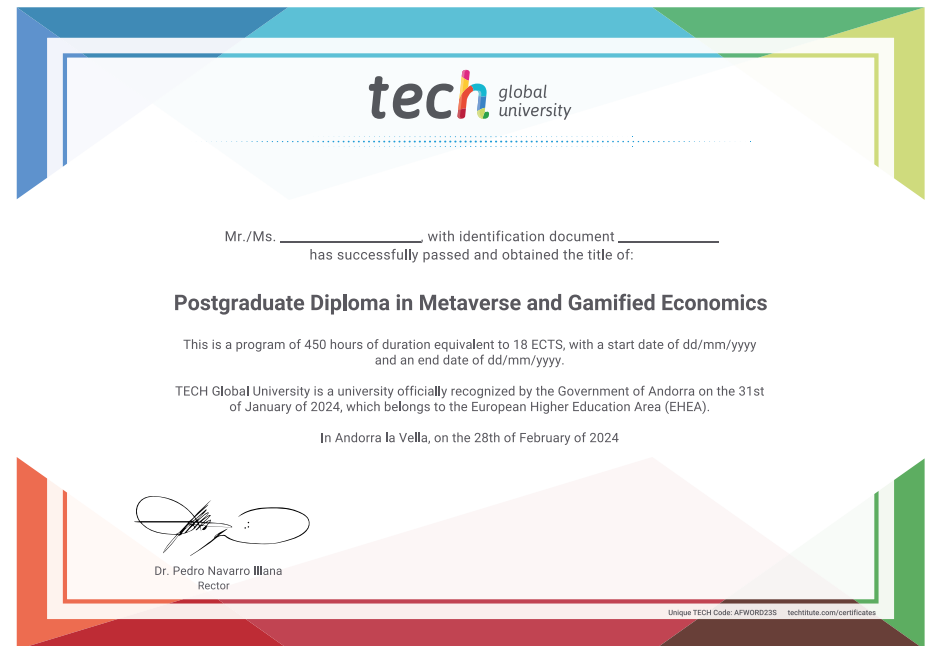 tech global
university
Mr./Ms. ____________________, with identification document ______________
has successfully passed and obtained the title of:
Postgraduate Diploma in Metaverse and Gamified Economics
This is a program of 450 hours of duration equivalent to 18 ECTS, with a start date of dd/mm/yyyy
and an end date of dd/mm/yyyy.
TECH Global University is a university officially recognized by the Government of Andorra on the 31st
of January of 2024, which belongs to the European Higher Education Area (EHEA).
In Andorra la Vella, on the 28th of February of 2024
Dr. Pedro Navarro Illana
Rector
Unique TECH Code: AFWORD23S techtitute.com/certificates